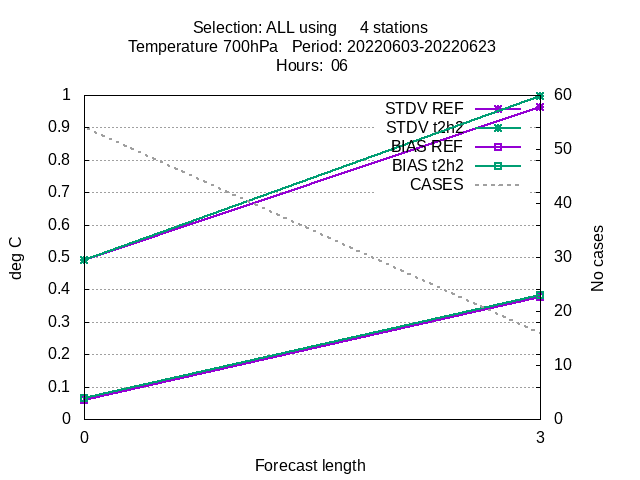 Selection: ALL using 4 stations
Temperature 700hPa Period: 20220603-20220623
Hours: 06
1
0.9
0.8
0.7
0.6
0.5
0.4
0.3
0.2
0.1
0
60
50
40
30
20
10
0
STDV REF
STDV t2h2
BIAS REF
BIAS t2h2
CASES
deg C
No cases
0
3
Forecast length